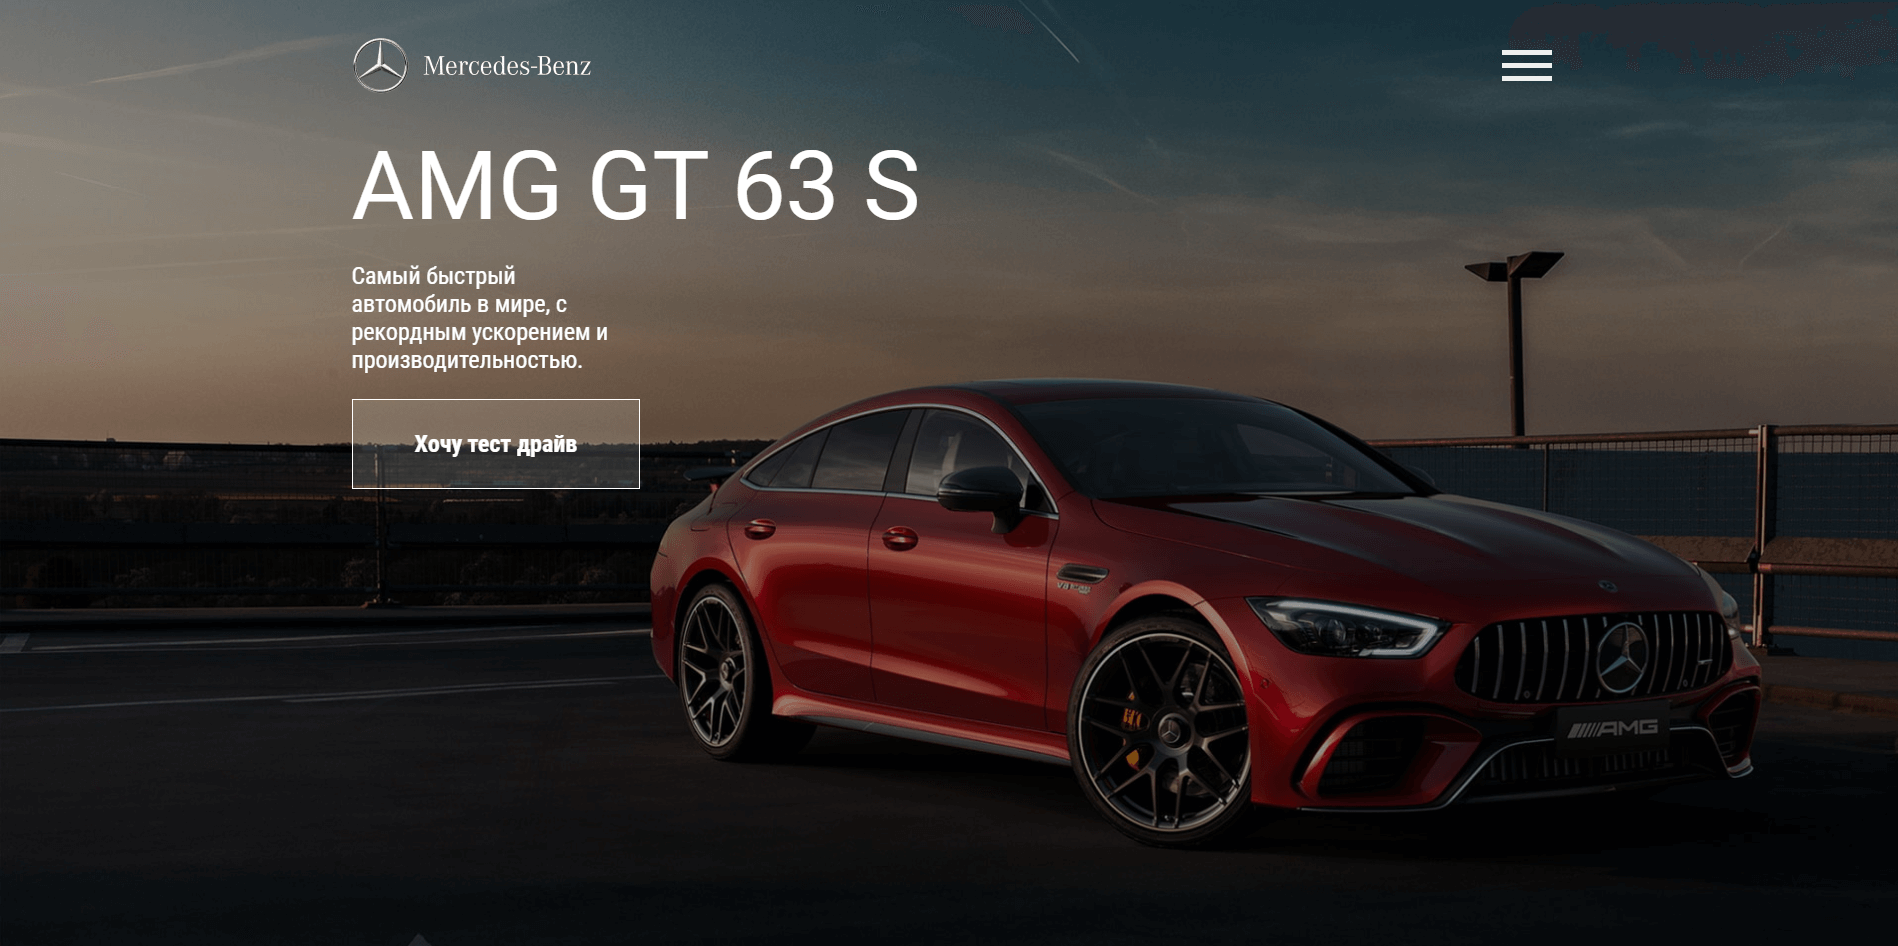 Mercedes-Benz
AMG GT 63 S
Самый быстрый
автомобиль в мире, с
рекордным ускорением и
производительностью.
Хочу тест драйв
AMG